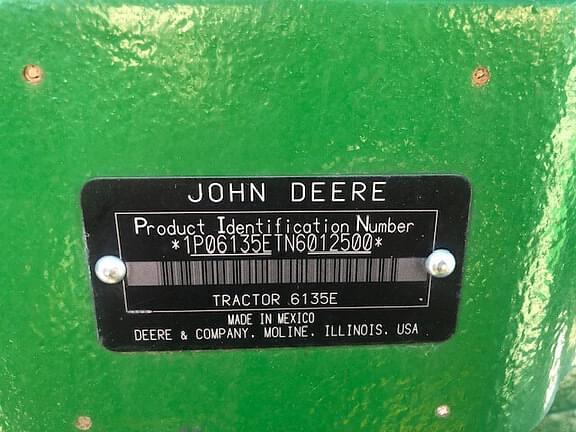 JOHN DEERE
Product Identification Number
*1P06135ETN6012500*
TRACTOR 6135E
MADE IN MEXICO
DEERE & COMPANY. MOLINE. ILLINOIS. USA